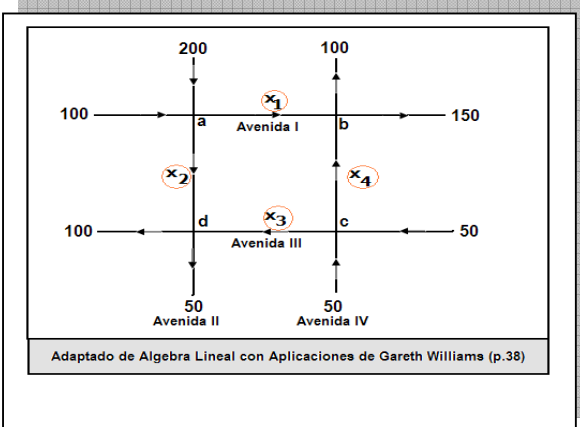 200 100
100 x1 150
a Avenida I b
x2 x4
x3
100 d c 50
Avenida III
50 50
Avenida II Avenida IV
Adaptado de Algebra Lineal con Aplicaciones de Gareth Williams (p.38)